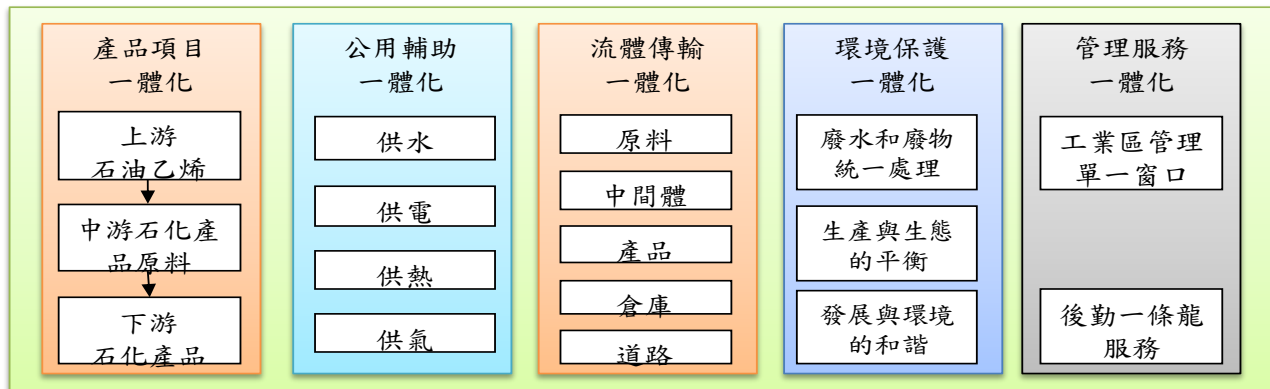 產品項目
一體化
上游
石油乙烯
中游石化產
品原料
下游
石化產品
公用輔助
一體化
供水
供電
供熱
供氣
流體傳輸
一體化
原料
中間體
產品
倉庫
道路
環境保護
一體化
廢水和廢物
統一處理
生產與生態
的平衡
發展與環境
的和諧
管理服務
一體化
工業區管理
單一窗口
後勤一條龍
服務